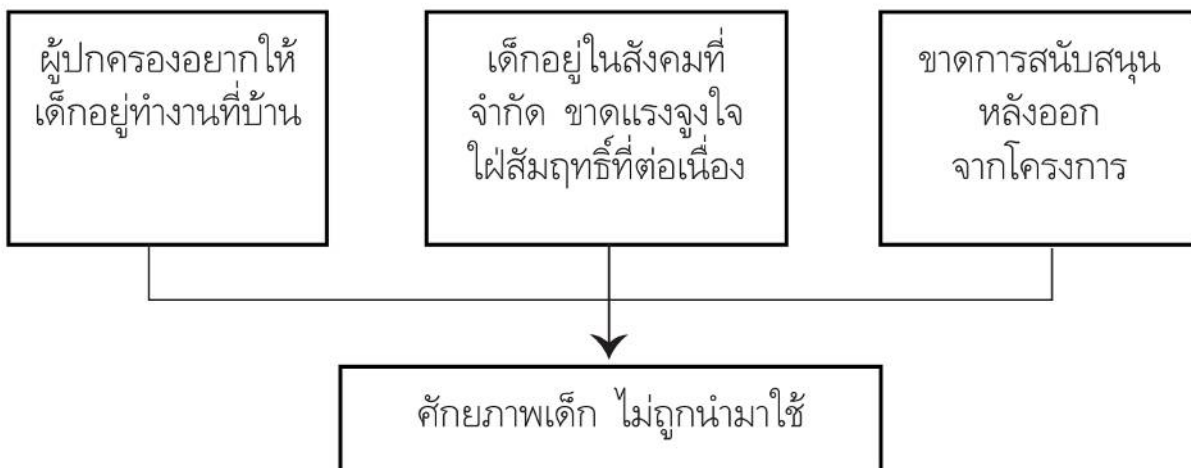 ผู้ปกครองอยากให้
เด็กอยู่ทำงานที่บ้าน
เด็กอยู่ในสังคมที่
จำกัด ขาดแรงจูงใจ
ใฝ่สัมฤทธิ์ที่ต่อเนื่อง
ขาดการสนับสนุน
หลังออก
จากโครงการ
ศักยภาพเด็ก ไม่ถูกนำมาใช้